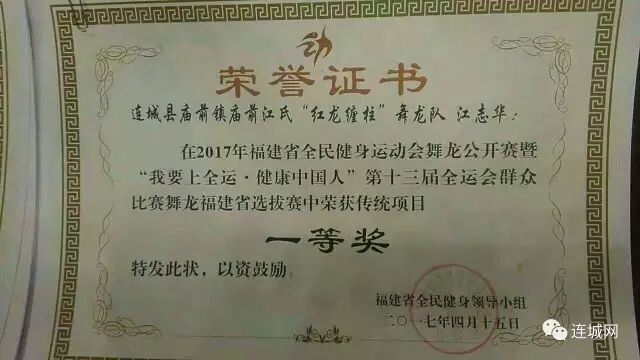 荣誉证书
连城县庙前镇庙前江氏“红龙缠柱”舞龙队 江志华：
在2017年福建省全民健身运动会舞龙公开赛暨
“我要上全运·健康中国人”第十三届全运会群众
比赛舞龙福建省选拔赛中荣获传统项目
一等奖
特发此状，以资鼓励。
福建省全民健身领导小组
二〇一七年四月十五日
连城网